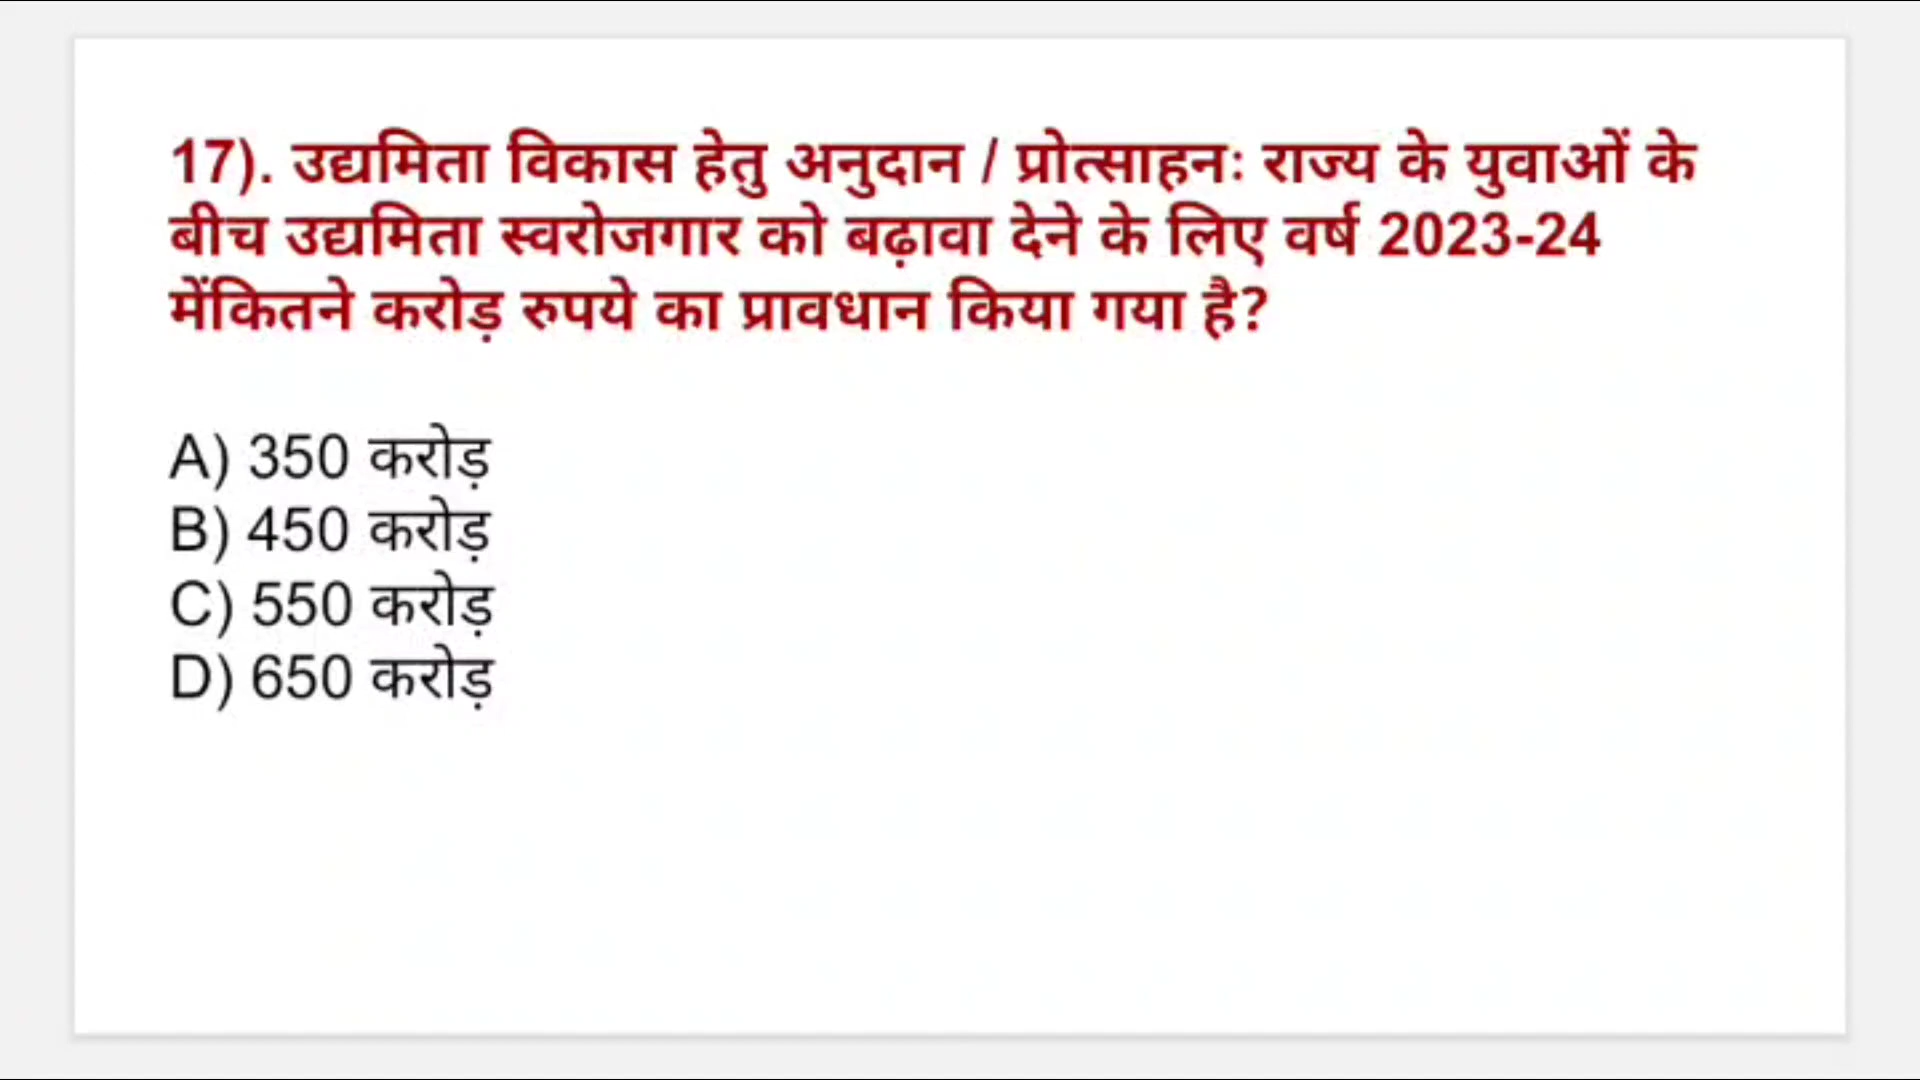 17). उद्यमिता विकास हेतु अनुदान / प्रोत्साहनः राज्य के युवाओं के
बीच उद्यमिता स्वरोजगार को बढ़ावा देने के लिए वर्ष 2023-24
मेंकितने करोड़ रुपये का प्रावधान किया गया है?
A) 350 करोड़
B) 450 करोड़
C) 550 करोड़
D) 650 करोड़